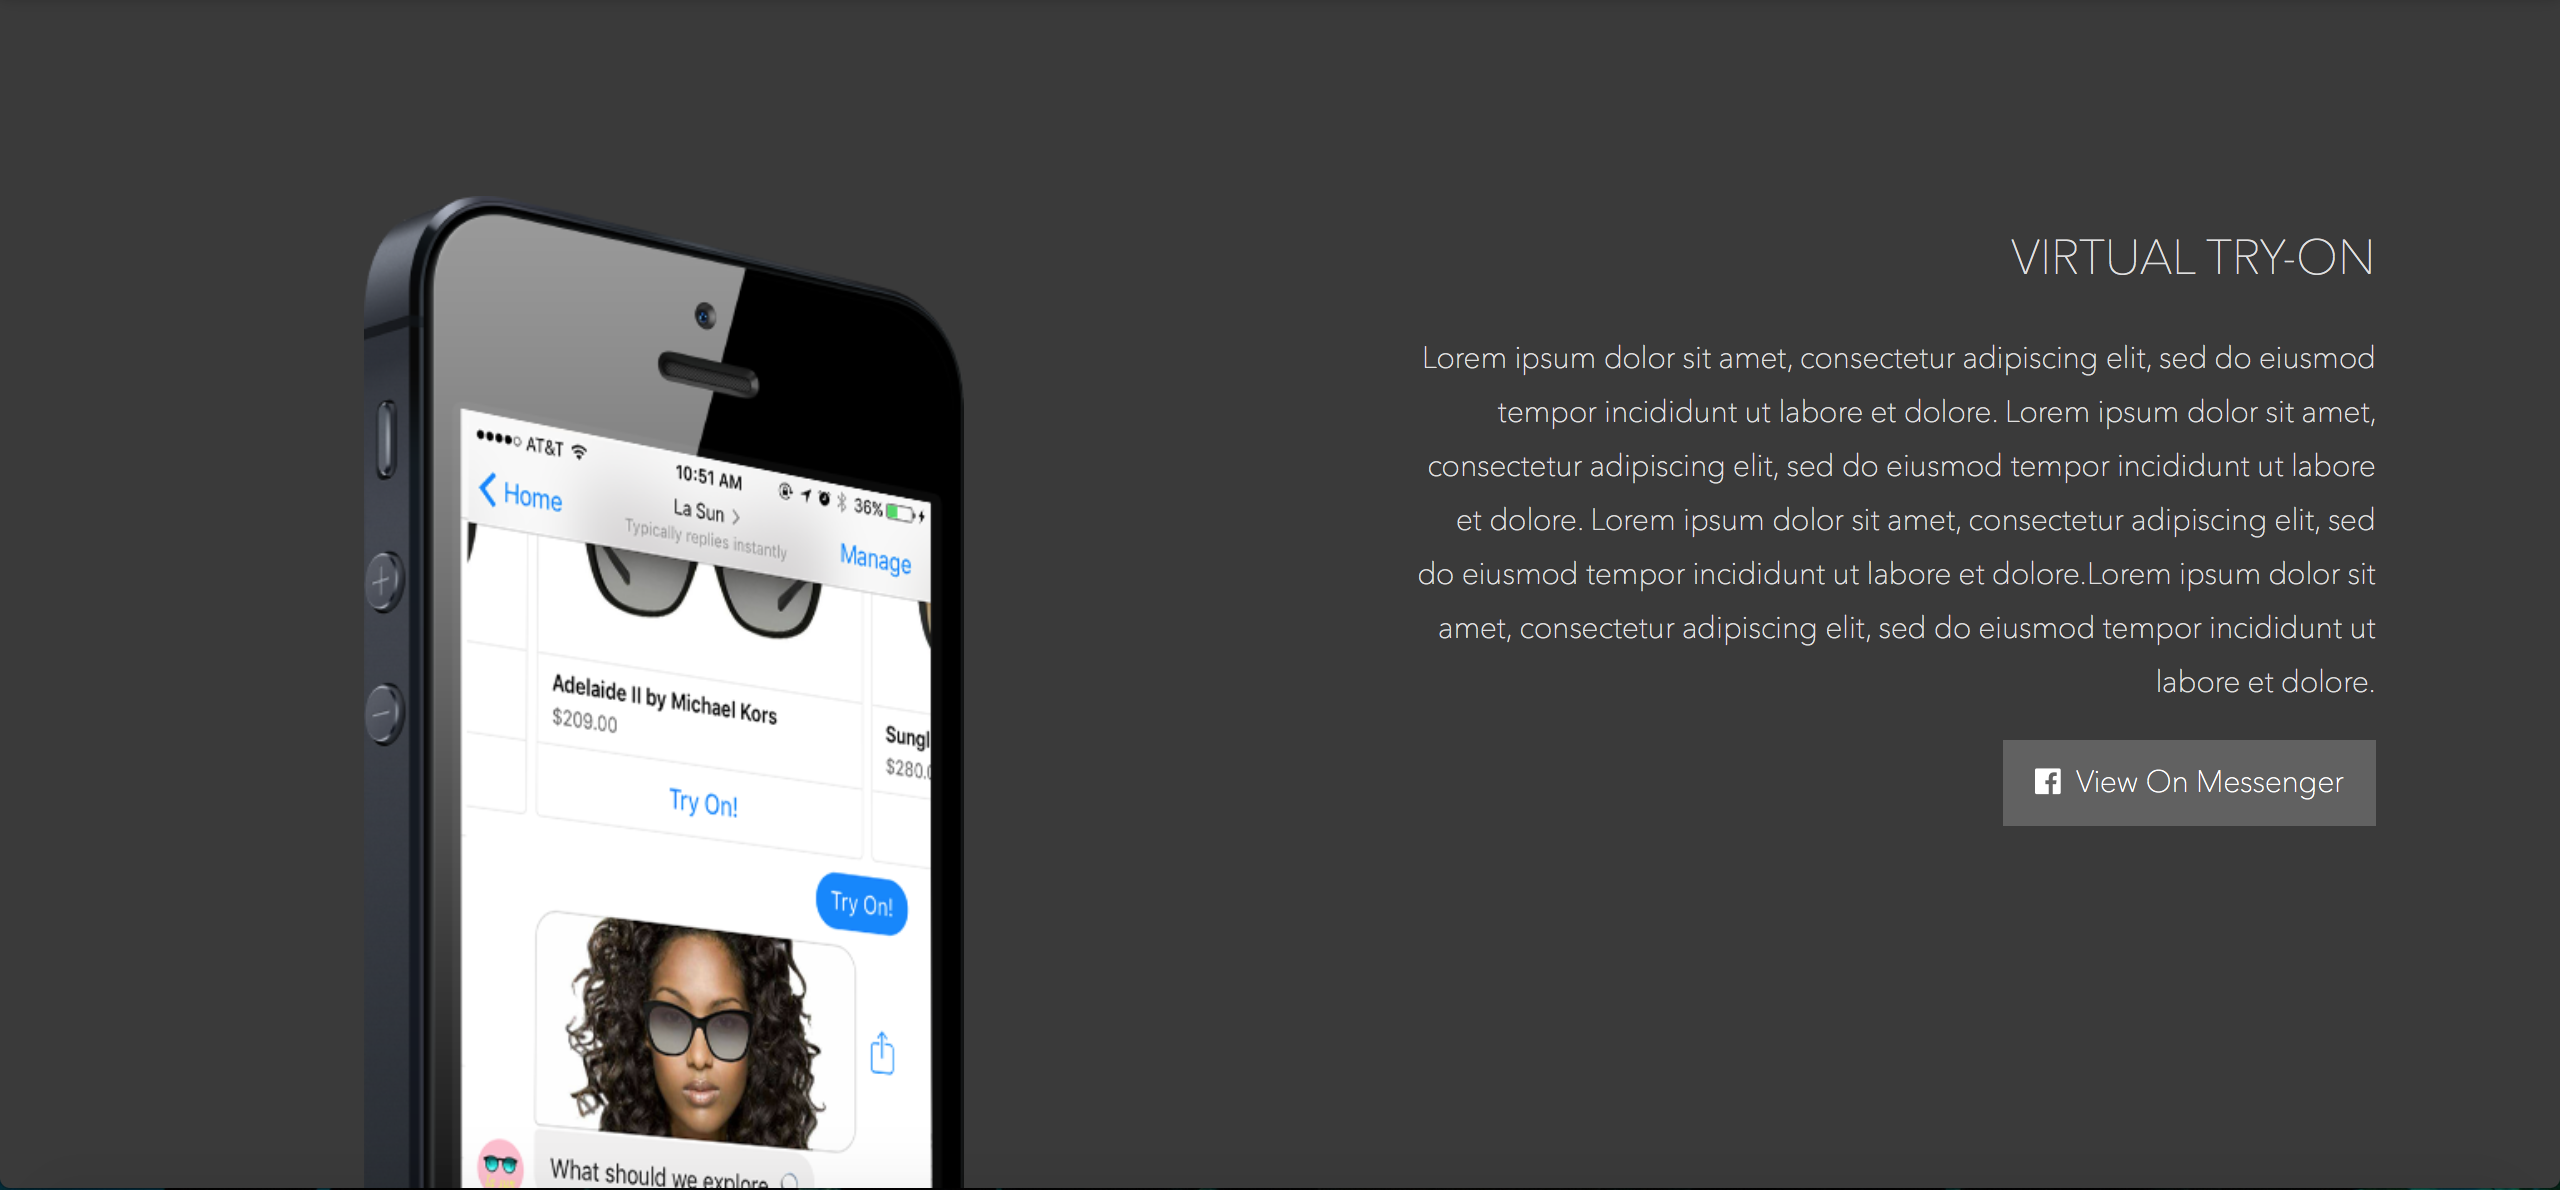 ●●●●○ AT&T
10:51 AM
36%
Home
La Sun >
Typically replies instantly
Manage
Adelaide II by Michael Kors
$209.00
Try On!
$280.
Try On!
What should we explore
VIRTUAL TRY-ON
Lorem ipsum dolor sit amet, consectetur adipiscing elit, sed do eiusmod
tempor incididunt ut labore et dolore. Lorem ipsum dolor sit amet,
consectetur adipiscing elit, sed do eiusmod tempor incididunt ut labore
et dolore. Lorem ipsum dolor sit amet, consectetur adipiscing elit, sed
do eiusmod tempor incididunt ut labore et dolore.Lorem ipsum dolor sit
amet, consectetur adipiscing elit, sed do eiusmod tempor incididunt ut
labore et dolore.
View On Messenger